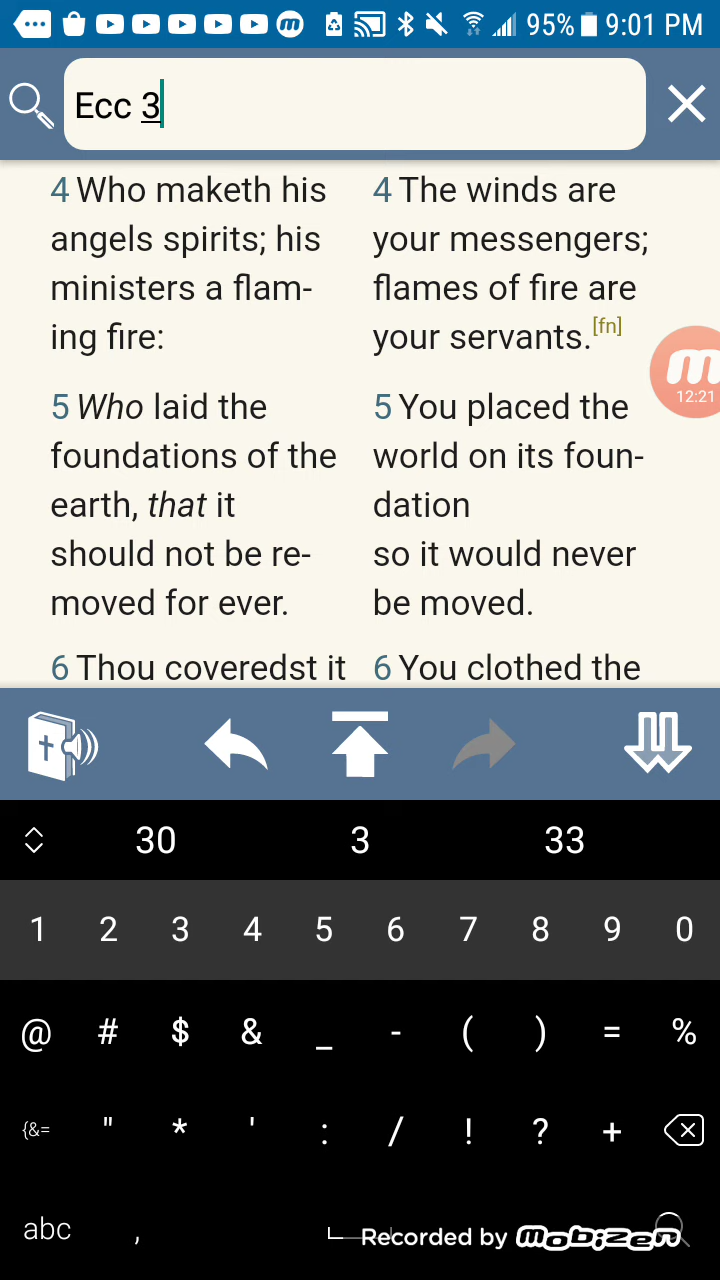 95% 9:01 PM
Ecc 3
4 Who maketh his
angels spirits; his
ministers a flam-
ing fire:
5 Who laid the
foundations of the
earth, that it
should not be re-
moved for ever.
6 Thou coveredst it
4 The winds are
your messengers;
flames of fire are
your servants.[fn]
5 You placed the
world on its foun-
dation
so it would never
be moved.
6 You clothed the
m
12:21
30 3 33
1 2 3 4 5 6 7 8 9 0
@ # $ & _ - ( ) = %
{&= " * ' : / ! ? +
abc ,
Recorded by mobizen